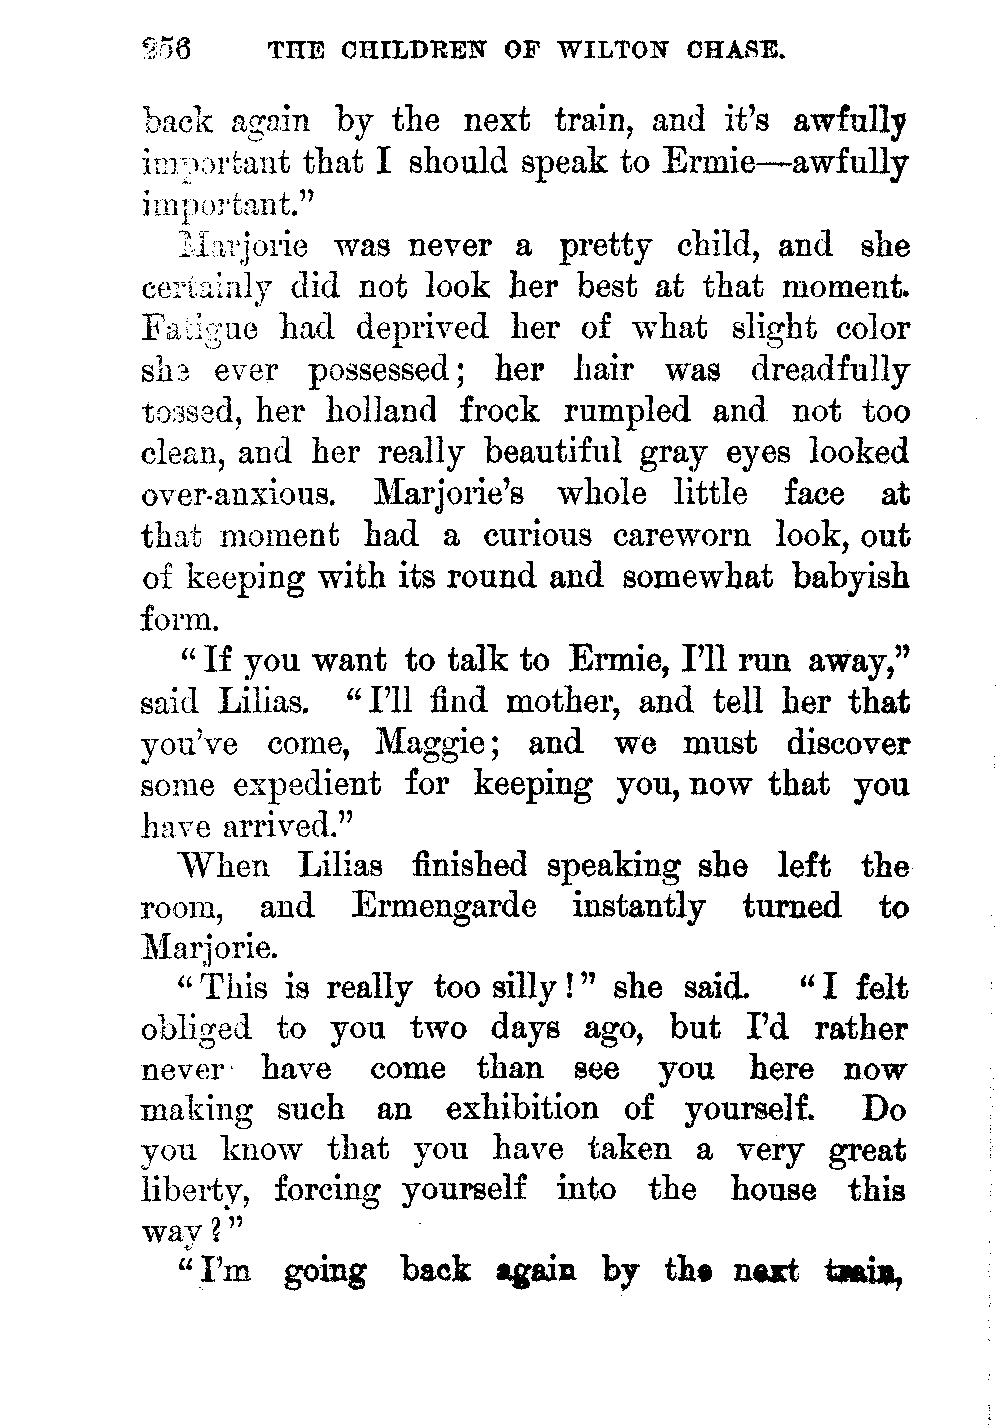 256 THE CHILDREN OF WILTON CHASE.
back again by the next train, and it's awfully
important that I should speak to Ermie—awfully
important."
Marjorie was never a pretty child, and she
certainly did not look her best at that moment.
Fatigue had deprived her of what slight color
she ever possessed; her hair was dreadfully
tossed, her holland frock rumpled and not too
clean, and her really beautiful gray eyes looked
over-anxious. Marjorie's whole little face at
that moment had a curious careworn look, out
of keeping with its round and somewhat babyish
form.
"If you want to talk to Ermie, I'll run away,"
said Lilias. "I'll find mother, and tell her that
you've come, Maggie; and we must discover
some expedient for keeping you, now that you
have arrived."
When Lilias finished speaking she left the
room, and Ermengarde instantly turned to
Marjorie.
"This is really too silly!" she said. "I felt
obliged to you two days ago, but I'd rather
never have come than see you here now
making such an exhibition of yourself. Do
you know that you have taken a very great
liberty, forcing yourself into the house this
way?"
"I'm going back again by the next train,